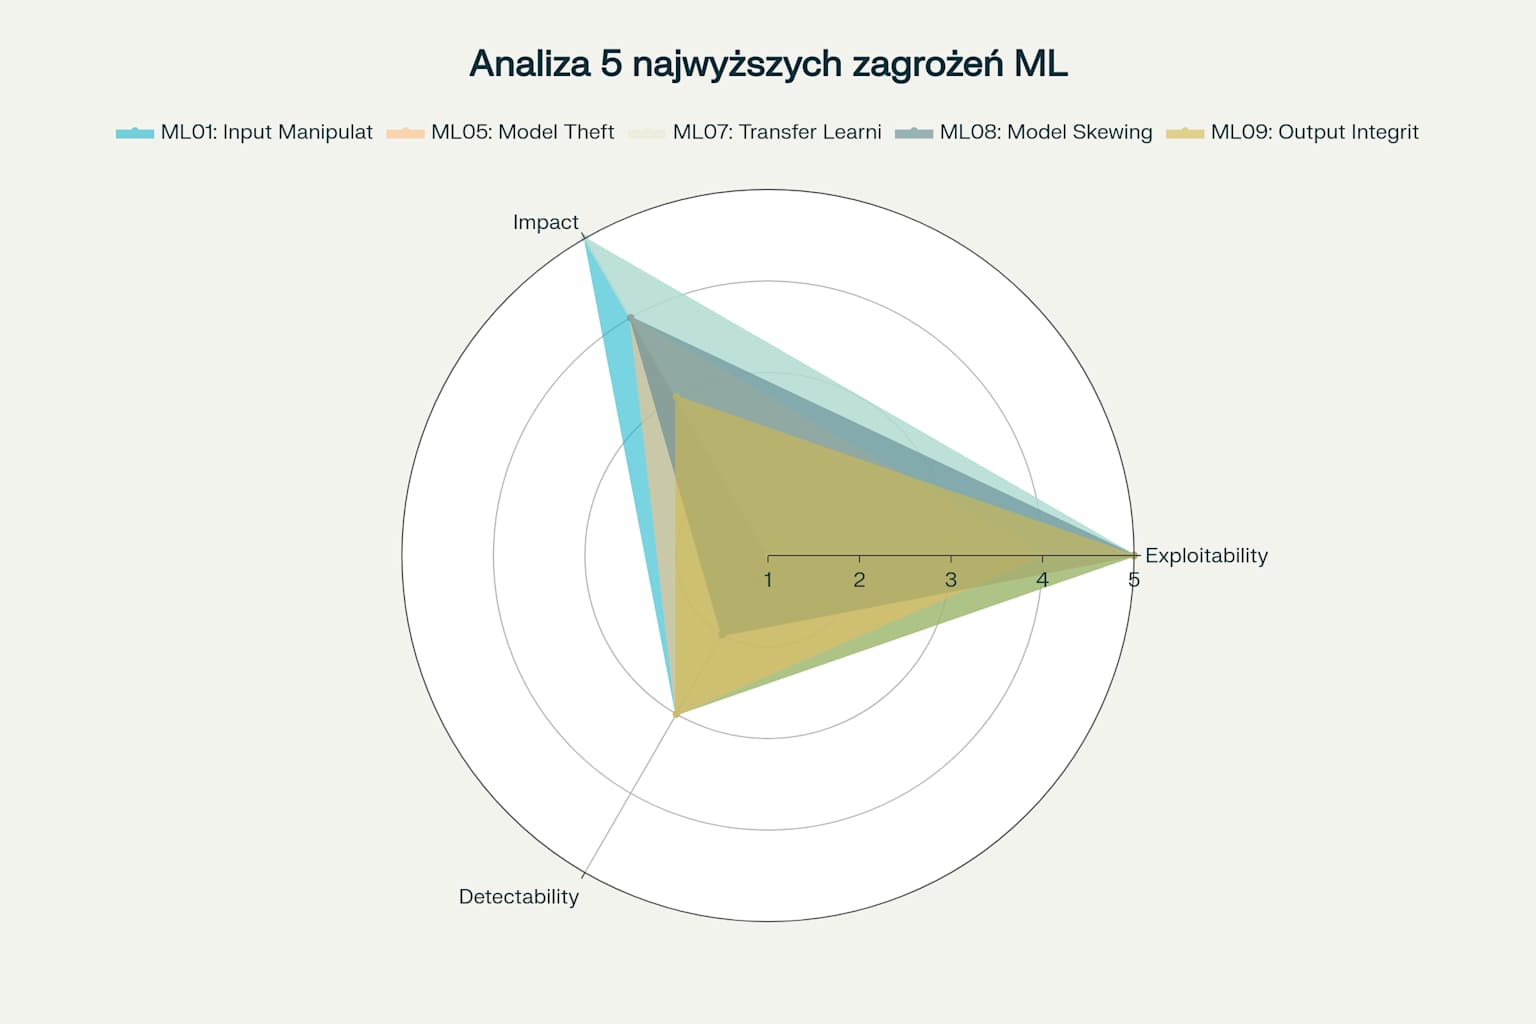 Analiza 5 najwyższych zagrożeń ML
ML01: Input Manipulat ML05: Model Theft ML07: Transfer Learni ML08: Model Skewing ML09: Output Integrit
Impact
Exploitability
1 2 3 4 5
Detectability